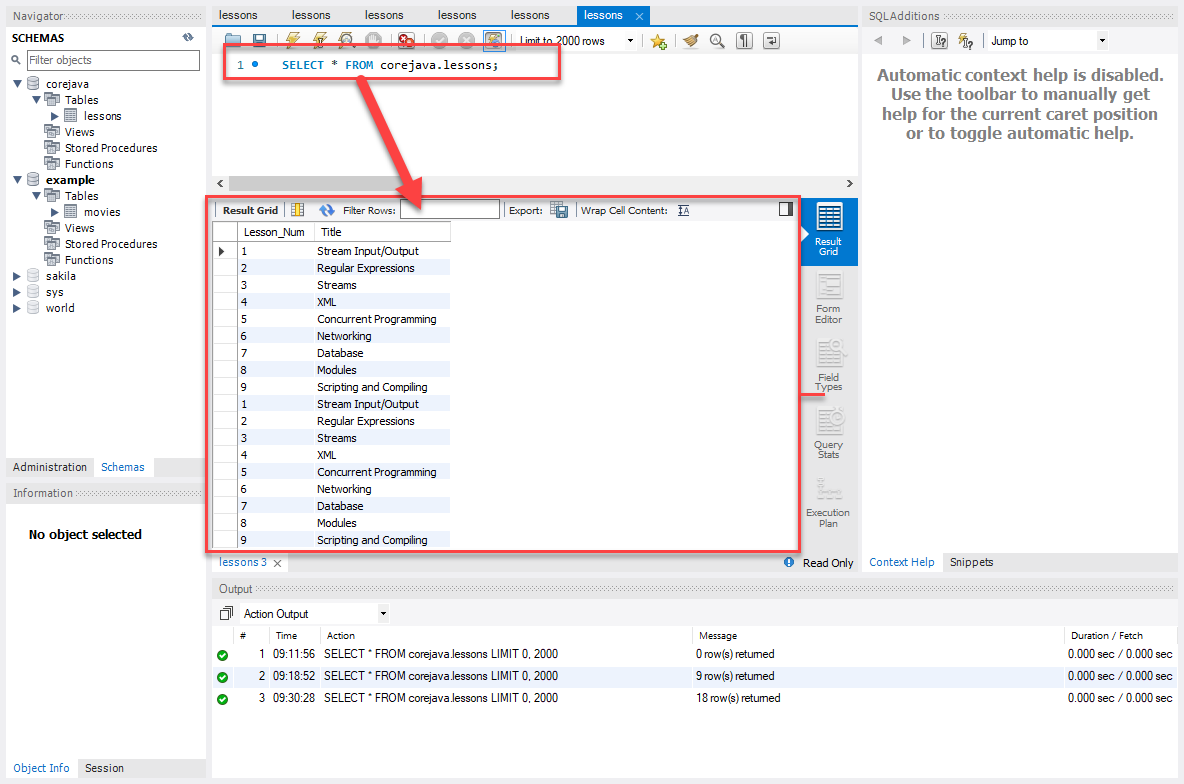 Navigator
SCHEMAS
Filter objects
corejava
Tables
lessons
Views
Stored Procedures
Functions
example
Tables
movies
Views
Stored Procedures
Functions
sakila
sys
world
Administration Schemas
Information
No object selected
Object Info Session
lessons lessons lessons lessons lessons lessons
Limit to 2000 rows
1 SELECT * FROM corejava.lessons;
Result Grid Filter Rows: Export: Wrap Cell Content:
Lesson_Num Title
1 Stream Input/Output
2 Regular Expressions
3 Streams
4 XML
5 Concurrent Programming
6 Networking
7 Database
8 Modules
9 Scripting and Compiling
1 Stream Input/Output
2 Regular Expressions
3 Streams
4 XML
5 Concurrent Programming
6 Networking
7 Database
8 Modules
9 Scripting and Compiling
Result
Grid
Form
Editor
Field
Types
Query
Stats
Execution
Plan
lessons 3 Read Only
SQLAdditions
Jump to
Automatic context help is disabled.
Use the toolbar to manually get
help for the current caret position
or to toggle automatic help.
Context Help Snippets
Output
Action Output
# Time Action Message Duration / Fetch
1 09:11:56 SELECT * FROM corejava.lessons LIMIT 0, 2000 0 row(s) returned 0.000 sec / 0.000 sec
2 09:18:52 SELECT * FROM corejava.lessons LIMIT 0, 2000 9 row(s) returned 0.000 sec / 0.000 sec
3 09:30:28 SELECT * FROM corejava.lessons LIMIT 0, 2000 18 row(s) returned 0.000 sec / 0.000 sec